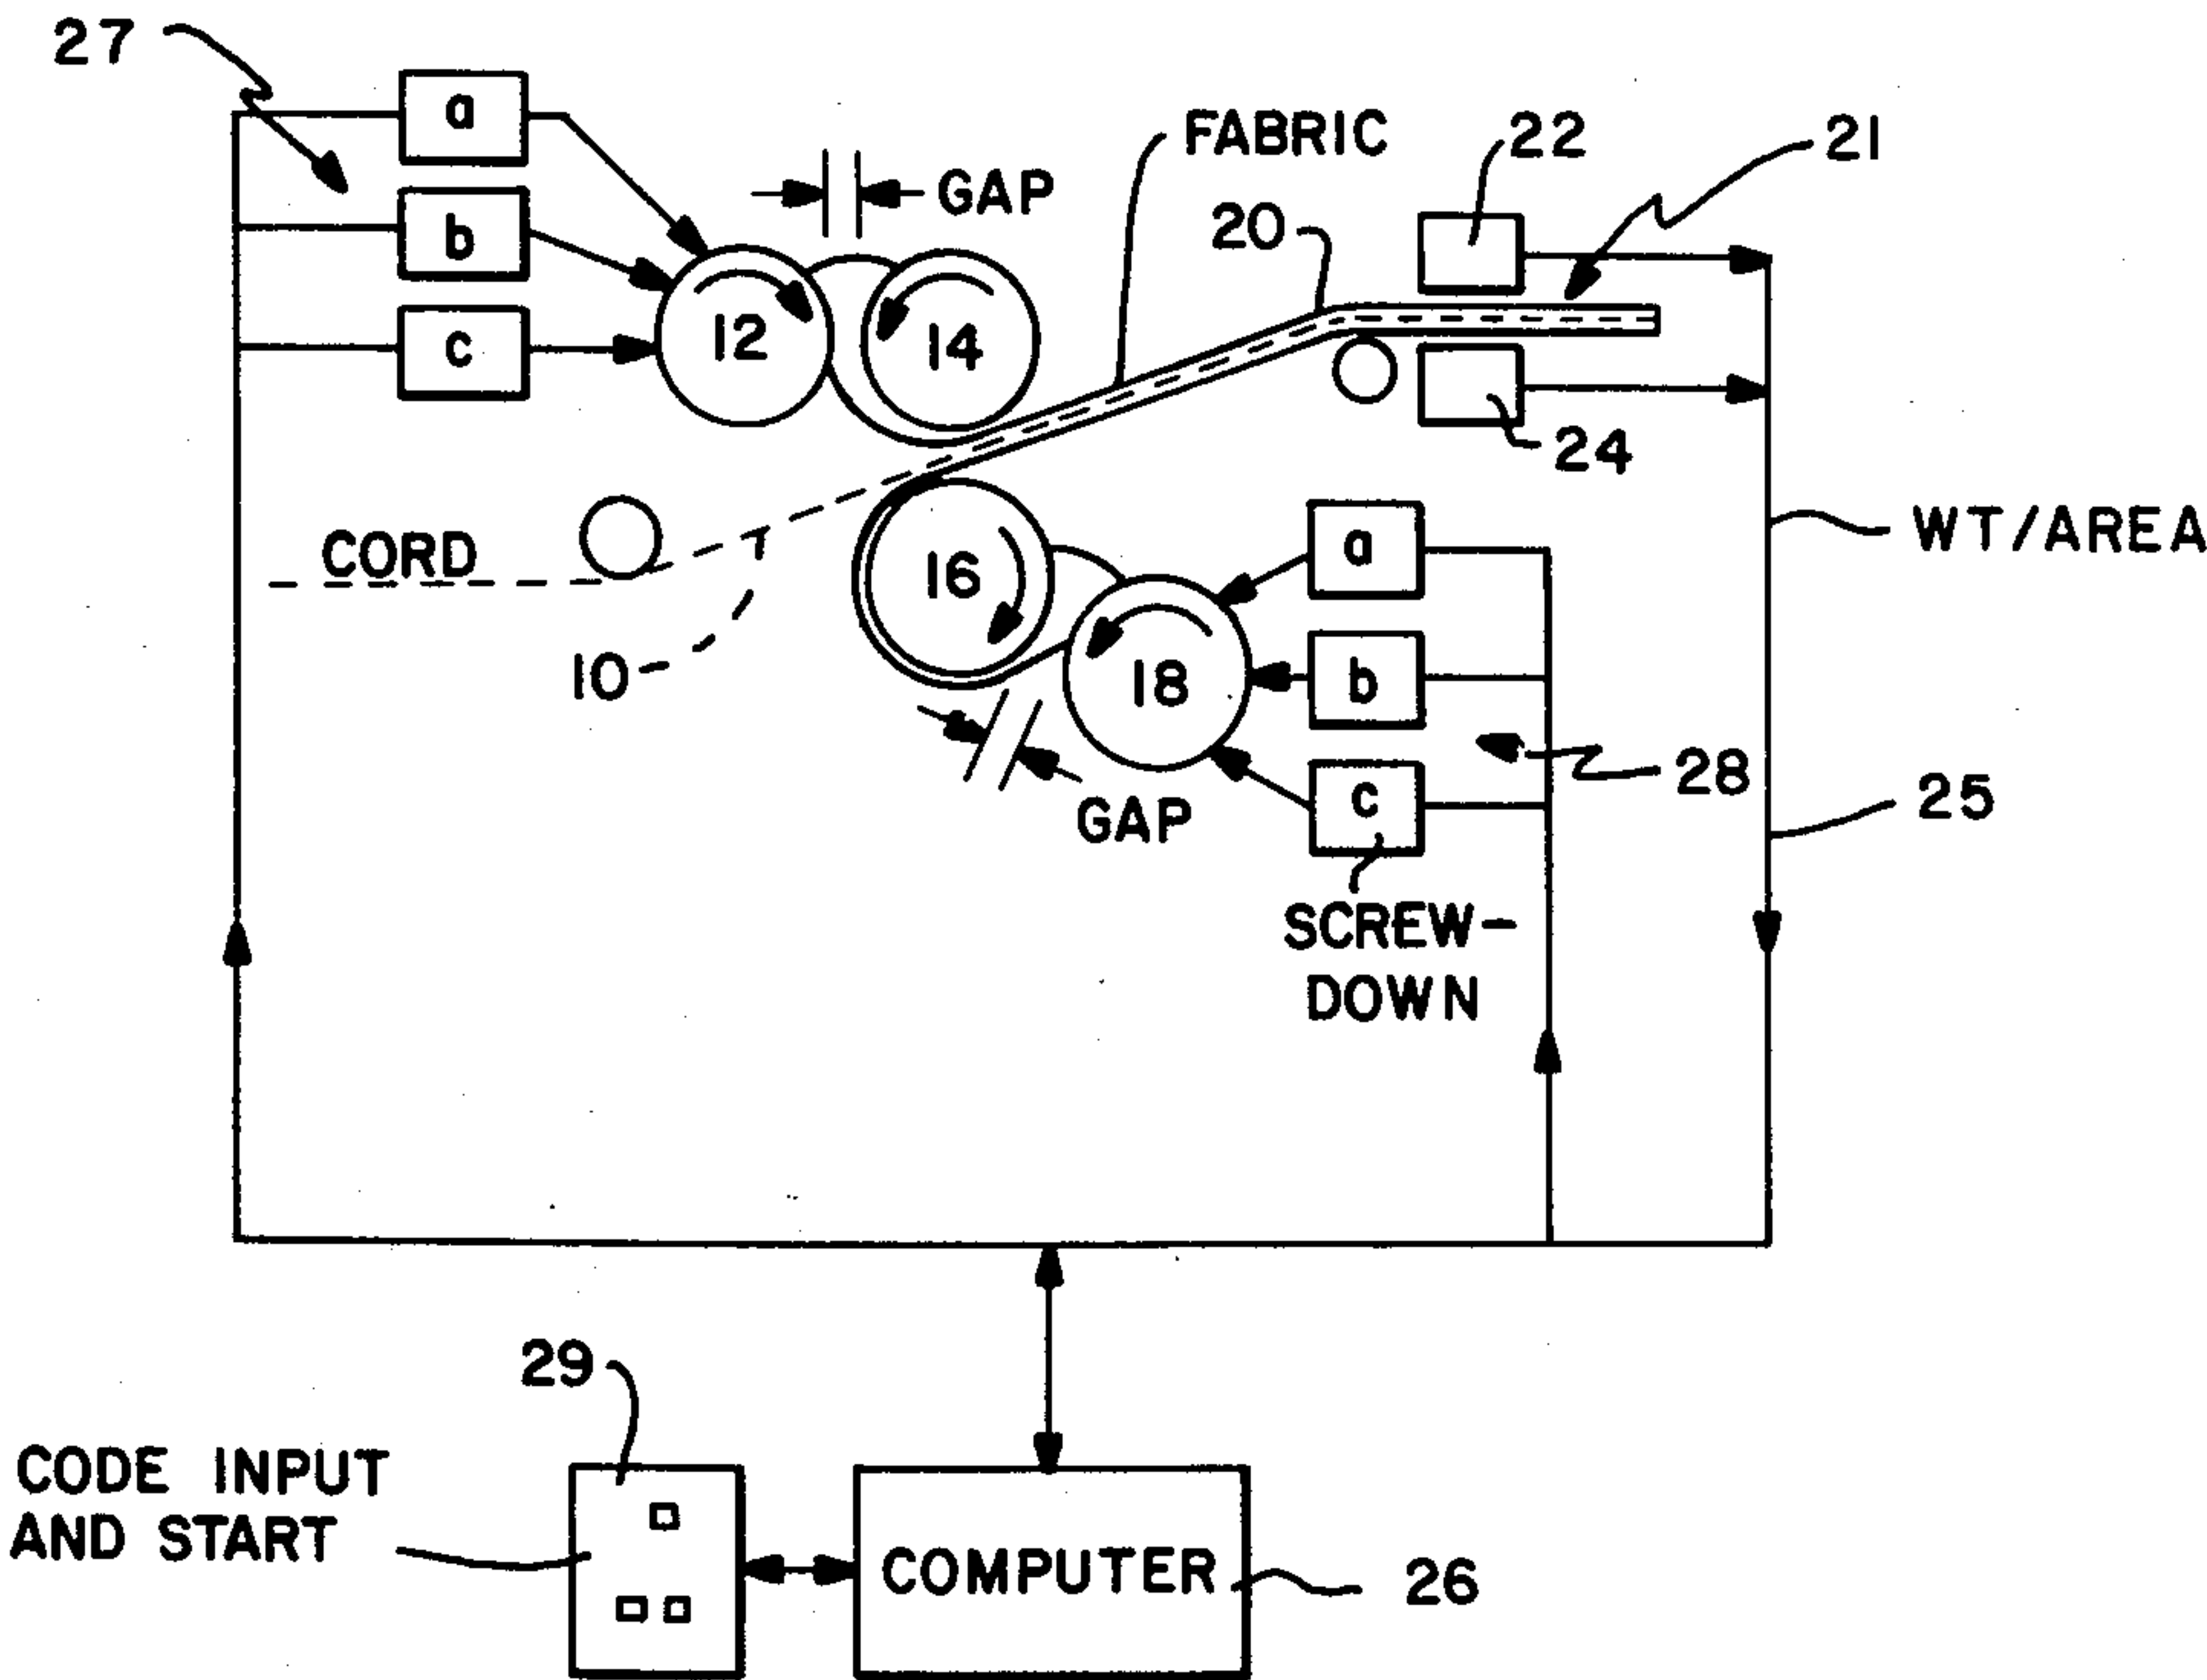 27
a
b
c
GAP
FABRIC
20
22
21
12
14
24
CORD
10
16
18
a
b
c
GAP
28
WT/AREA
25
SCREW-
DOWN
29
CODE INPUT
AND START
COMPUTER
26